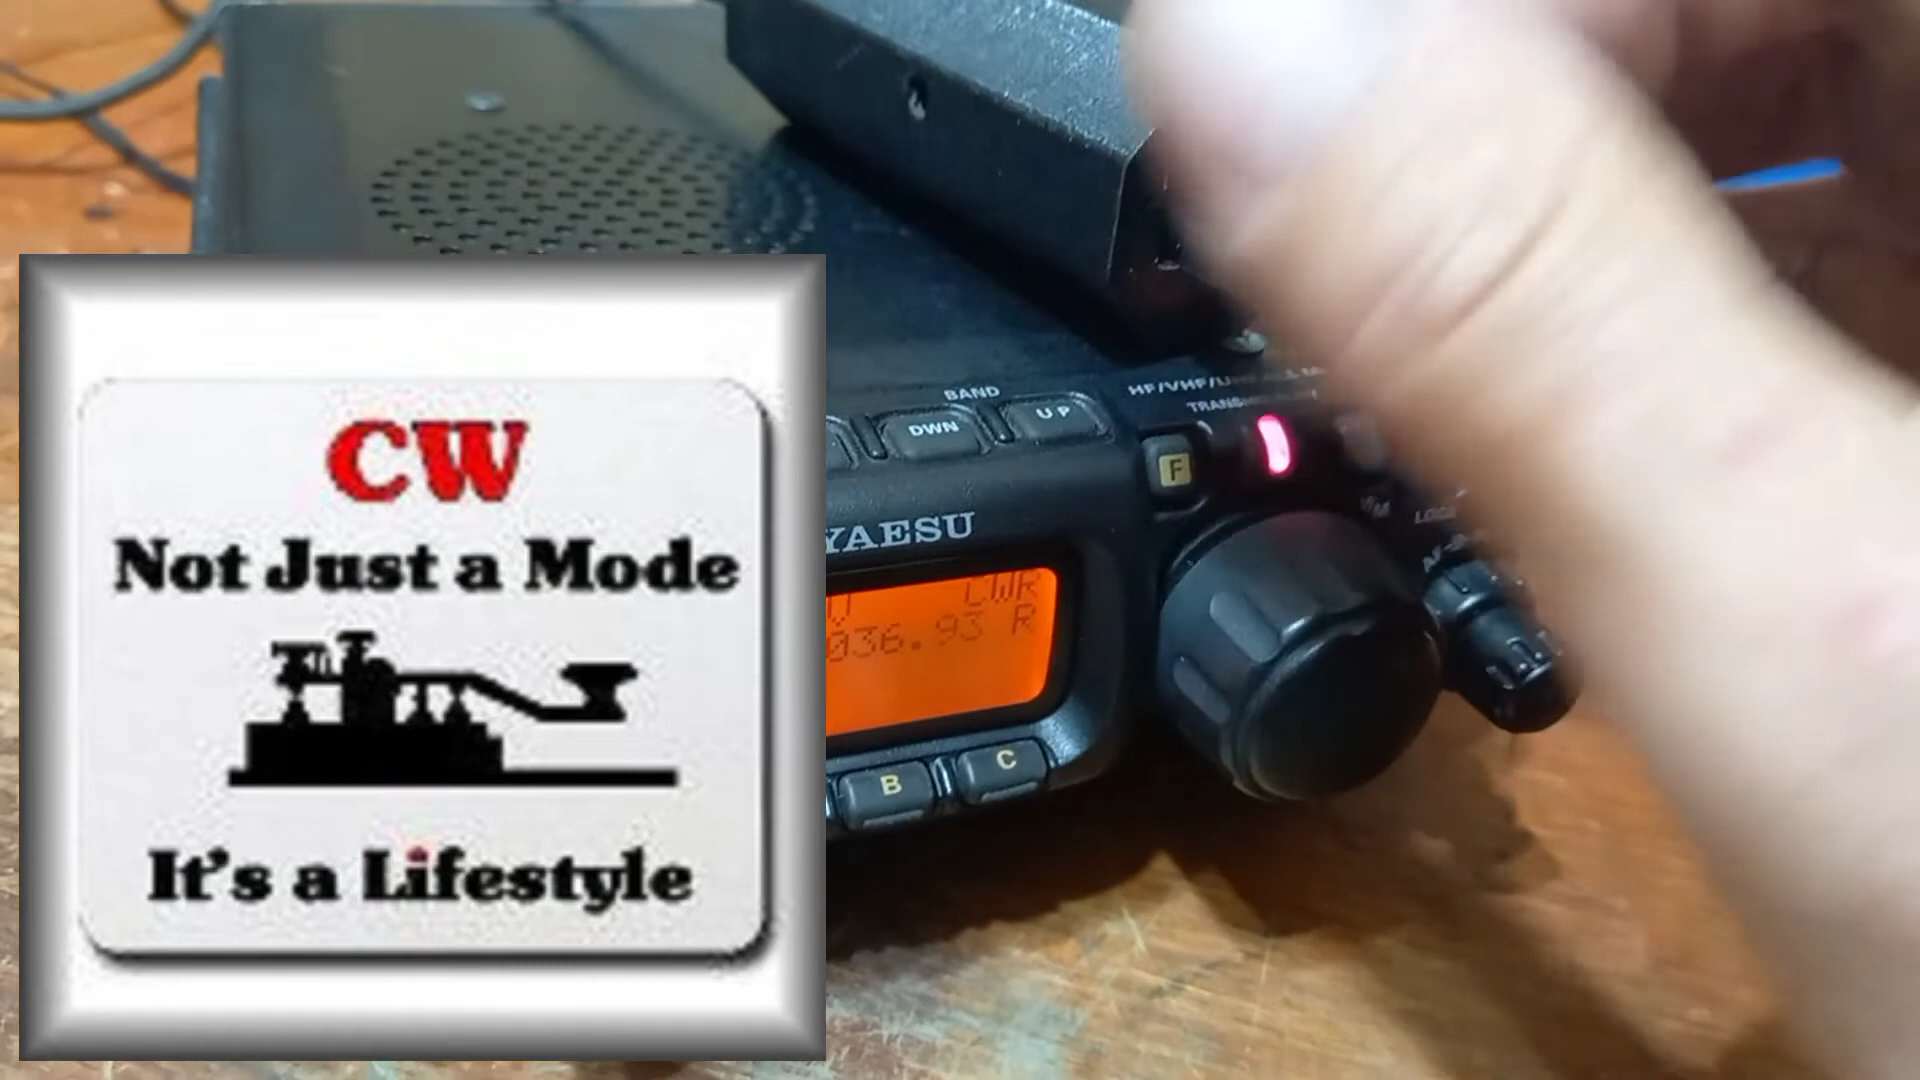 BAND
DWN
UP
F
YAESU
CWR
036.93 R
B
C
V/M
CW
Not Just a Mode
It's a Lifestyle